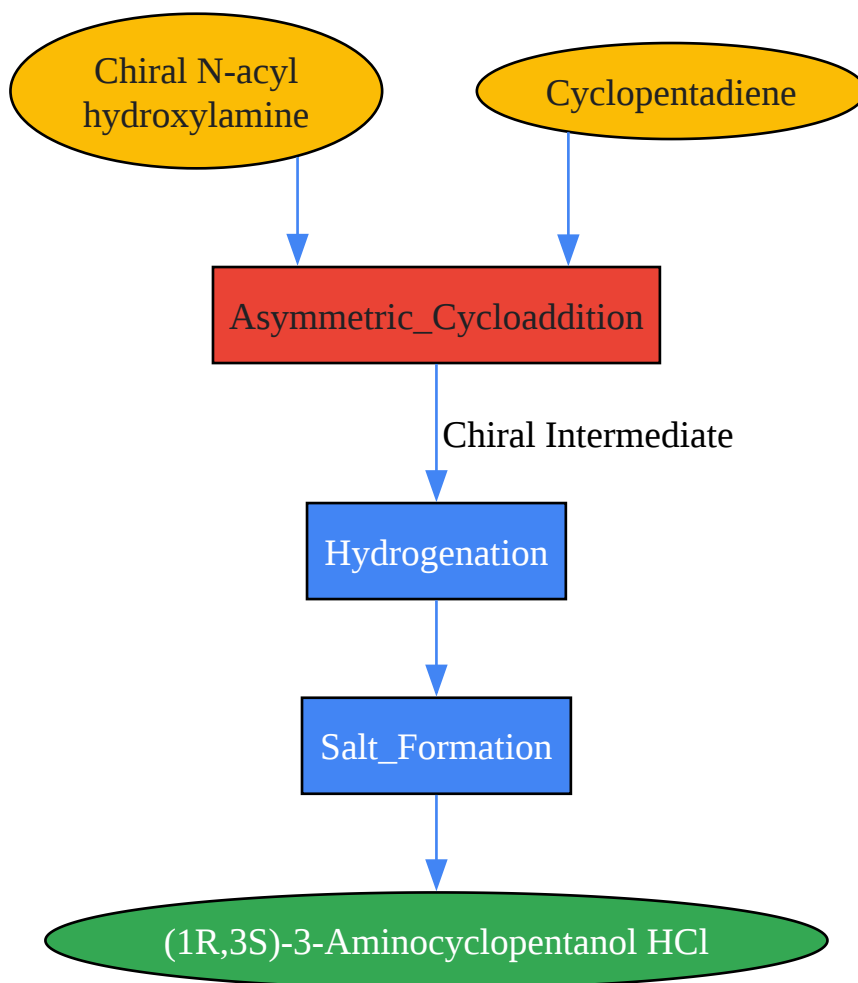 Chiral N-acyl
hydroxylamine
Cyclopentadiene
Asymmetric_Cycloaddition
Chiral Intermediate
Hydrogenation
Salt_Formation
(1R,3S)-3-Aminocyclopentanol HCl